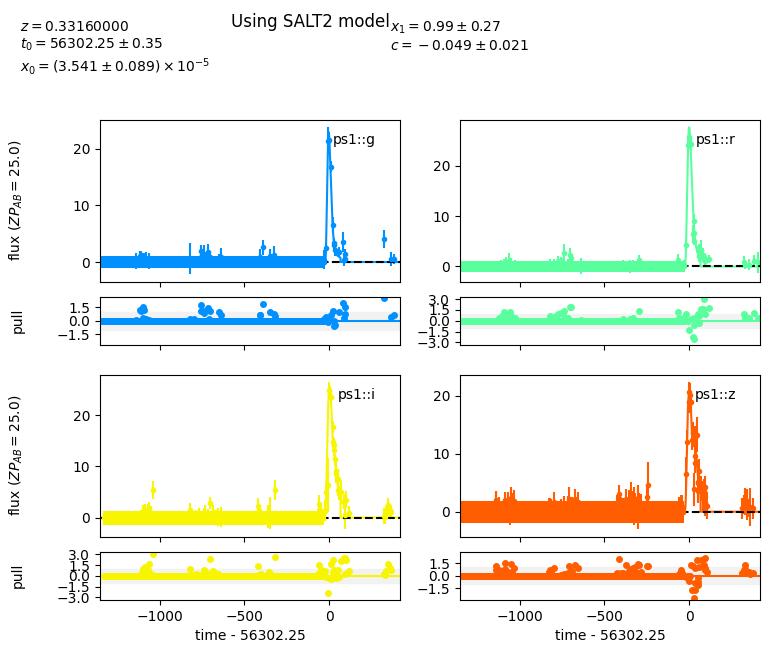 Using SALT2 model
z = 0.33160000
t₀ = 56302.25 ± 0.35
x₀ = (3.541 ± 0.089) × 10⁻⁵
x₁ = 0.99 ± 0.27
c = −0.049 ± 0.021
flux (ZP_AB = 25.0)
20
10
0
ps1::g
20
10
0
ps1::r
pull
1.5
0.0
−1.5
3.0
1.5
0.0
−1.5
−3.0
flux (ZP_AB = 25.0)
20
10
0
ps1::i
20
10
0
ps1::z
pull
3.0
1.5
0.0
−1.5
−3.0
1.5
0.0
−1.5
−1000 −500 0
−1000 −500 0
time - 56302.25
time - 56302.25